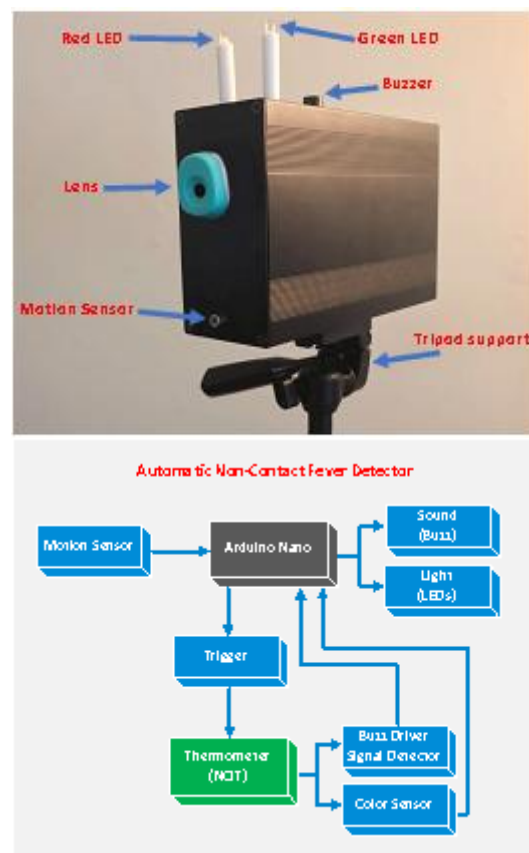 Red LED
Green LED
Buzzer
Lens
Motion Sensor
Tripod support
Automatic Non-Contact Fever Detector
Motion Sensor
Arduino Nano
Sound
(Buzz)
Light
(LEDs)
Trigger
Thermometer
(NCIT)
Buzz Driver
Signal Detector
Color Sensor